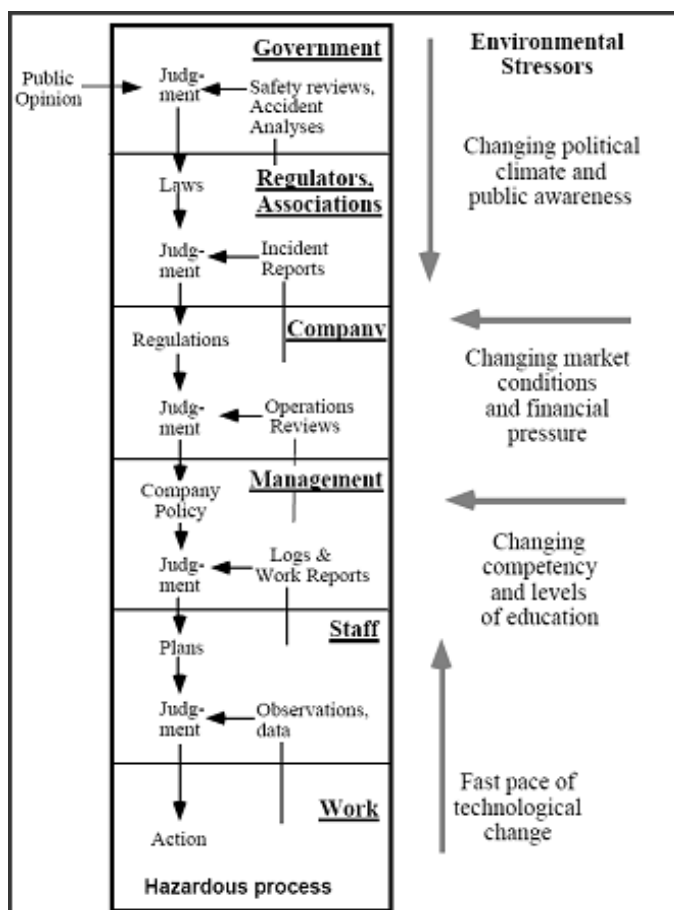 Government
Public
Opinion
Judg-
ment
Safety reviews,
Accident
Analyses
Laws
Regulators,
Associations
Judg-
ment
Incident
Reports
Company
Regulations
Judg-
ment
Operations
Reviews
Management
Company
Policy
Judg-
ment
Logs &
Work Reports
Staff
Plans
Judg-
ment
Observations,
data
Work
Action
Hazardous process
Environmental
Stressors
Changing political
climate and
public awareness
Changing market
conditions
and financial
pressure
Changing
competency
and levels
of education
Fast pace of
technological
change